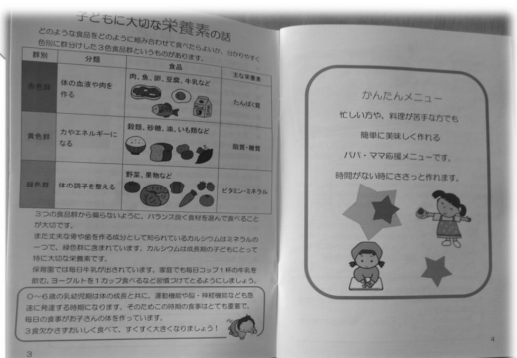 子どもに大切な栄養素の話
どのような食品をどのように組み合わせて食べたらよいか、分かりやすく
色別に群分けした3色食品群というものがあります。
群別 分類 食品 主な栄養素
赤色群 体の血液や肉を作る 肉、魚、卵、豆腐、牛乳など たんぱく質
黄色群 力やエネルギーになる 穀類、砂糖、油、いも類など 脂質・糖質
緑色群 体の調子を整える 野菜、果物など ビタミン・ミネラル
3つの食品群から偏らないように、バランス良く食材を選んで食べること
が大切です。
また丈夫な骨や歯を作る成分として知られているカルシウムはミネラルの
一つで、緑色群に含まれています。カルシウムは成長期の子どもにとって
特に大切な栄養素です。
保育園では毎日牛乳が出されています。家庭でも毎日コップ1杯の牛乳を
飲む、ヨーグルトを1カップ食べるなど習慣づけてとるようにしましょう。
0〜6歳の乳幼児期は体の成長と共に、運動機能や脳・神経機能なども急
速に発達する時期になります。そのためこの時期の食事はとても重要で、
毎日の食事がお子さんの体を作っています。
3食欠かさずおいしく食べて、すくすく大きくなりましょう！
3
かんたんメニュー
忙しい方や、料理が苦手な方でも
簡単に美味しく作れる
パパ・ママ応援メニューです。
時間がない時にささっと作れます。
4